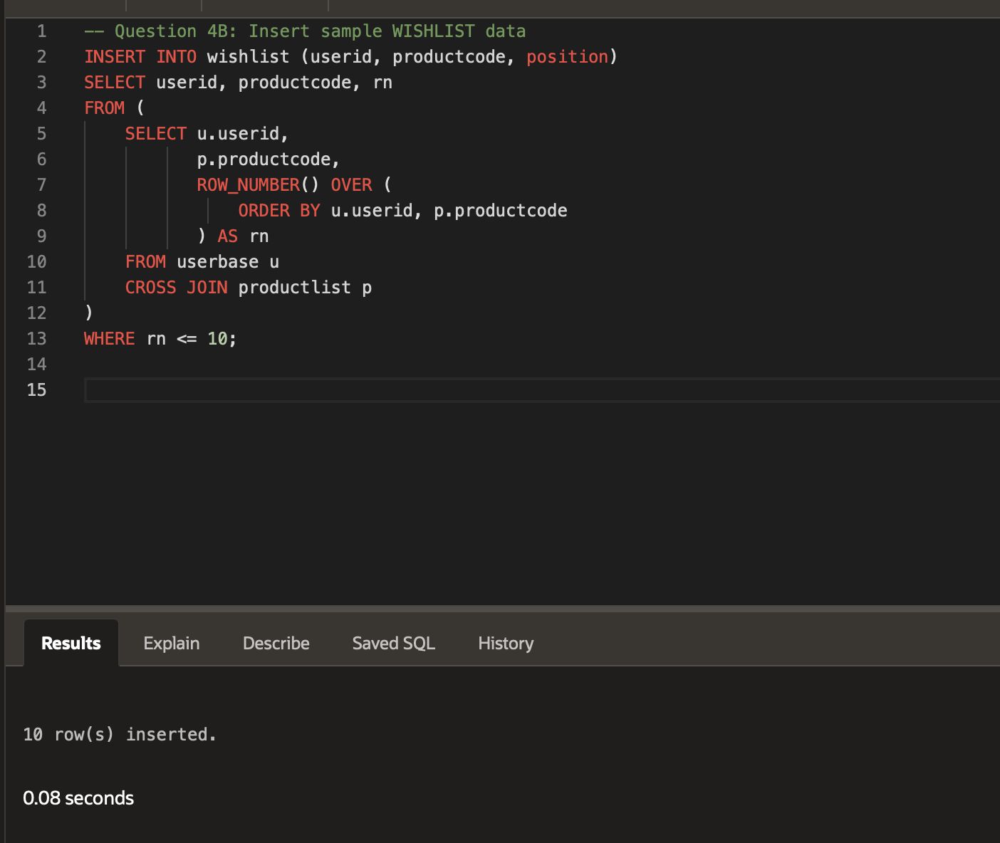 1 -- Question 4B: Insert sample WISHLIST data
2 INSERT INTO wishlist (userid, productcode, position)
3 SELECT userid, productcode, rn
4 FROM (
5 SELECT u.userid,
6 p.productcode,
7 ROW_NUMBER() OVER (
8 ORDER BY u.userid, p.productcode
9 ) AS rn
10 FROM userbase u
11 CROSS JOIN productlist p
12 )
13 WHERE rn <= 10;
14
15
Results Explain Describe Saved SQL History
10 row(s) inserted.
0.08 seconds